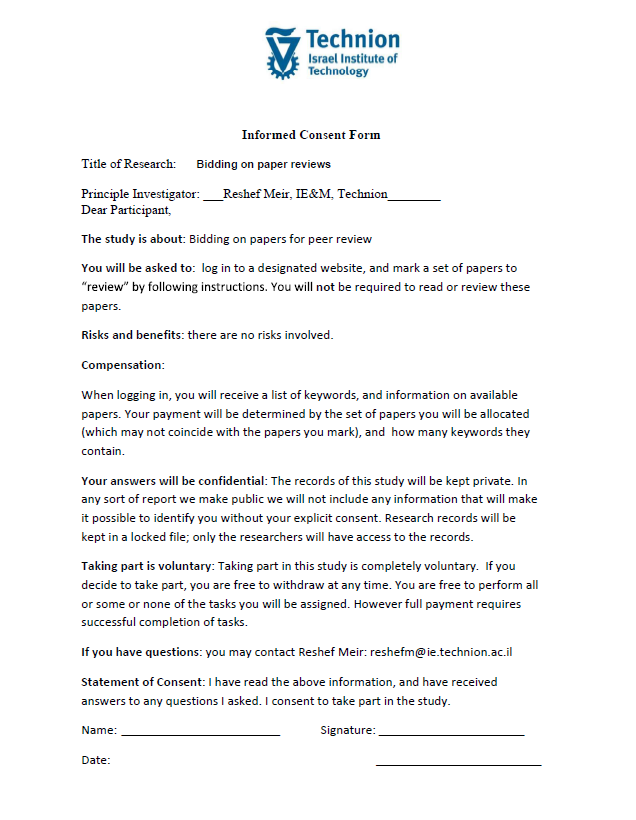 Technion
Israel Institute of
Technology
Informed Consent Form
Title of Research: Bidding on paper reviews
Principle Investigator: ___Reshef Meir, IE&M, Technion________
Dear Participant,
The study is about: Bidding on papers for peer review
You will be asked to: log in to a designated website, and mark a set of papers to
“review” by following instructions. You will not be required to read or review these
papers.
Risks and benefits: there are no risks involved.
Compensation:
When logging in, you will receive a list of keywords, and information on available
papers. Your payment will be determined by the set of papers you will be allocated
(which may not coincide with the papers you mark), and how many keywords they
contain.
Your answers will be confidential: The records of this study will be kept private. In
any sort of report we make public we will not include any information that will make
it possible to identify you without your explicit consent. Research records will be
kept in a locked file; only the researchers will have access to the records.
Taking part is voluntary: Taking part in this study is completely voluntary. If you
decide to take part, you are free to withdraw at any time. You are free to perform all
or some or none of the tasks you will be assigned. However full payment requires
successful completion of tasks.
If you have questions: you may contact Reshef Meir: reshefm@ie.technion.ac.il
Statement of Consent: I have read the above information, and have received
answers to any questions I asked. I consent to take part in the study.
Name: _________________________ Signature: _______________________
Date: __________________________